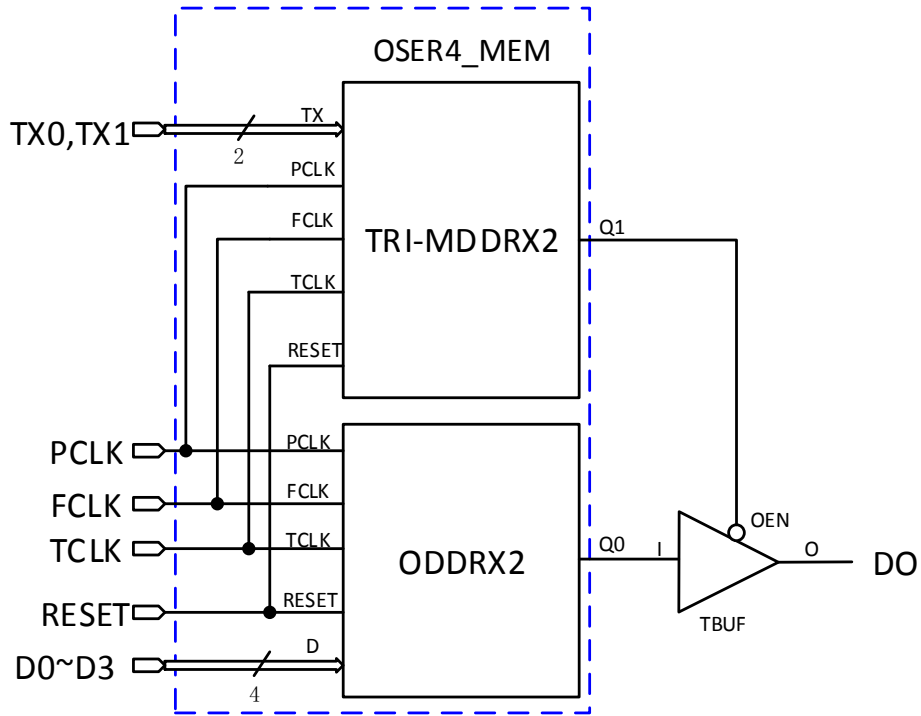 OSER4_MEM
TX0,TX1
2
TX
PCLK
FCLK
TCLK
RESET
TRI-MDDRX2
Q1
PCLK
FCLK
TCLK
RESET
D0~D3
4
PCLK
FCLK
TCLK
RESET
D
ODDRX2
Q0
I
OEN
O
DO
TBUF